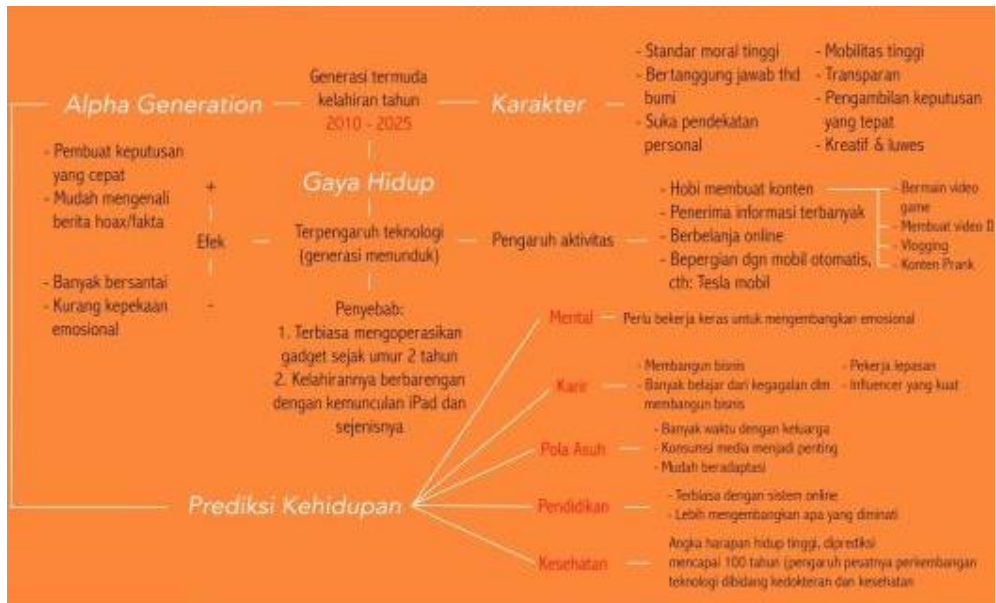 Alpha Generation
Generasi termuda
kelahiran tahun
2010 - 2025
Karakter
- Standar moral tinggi
- Bertanggung jawab thd
bumi
- Suka pendekatan
personal
- Mobilitas tinggi
- Transparan
- Pengambilan keputusan
yang tepat
- Kreatif & luwes
- Pembuat keputusan
yang cepat
- Mudah mengenali
berita hoax/fakta
+
Efek
-
- Banyak bersantai
- Kurang kepekaan
emosional
Gaya Hidup
Terpengaruh teknologi
(generasi menunduk)
Penyebab:
1. Terbiasa mengoperasikan
gadget sejak umur 2 tahun
2. Kelahirannya berbarengan
dengan kemunculan iPad dan
sejenisnya
Pengaruh aktivitas
- Hobi membuat konten
- Penerima informasi terbanyak
- Berbelanja online
- Bepergian dgn mobil otomatis,
cth: Tesla mobil
- Bermain video
game
- Membuat video
- Vlogging
- Konten Prank
Prediksi Kehidupan
Mental
Perlu bekerja keras untuk mengembangkan emosional
Karir
- Membangun bisnis
- Banyak belajar dari kegagalan dlm
membangun bisnis
- Pekerja lepasan
- Influencer yang kuat
Pola Asuh
- Banyak waktu dengan keluarga
- Konsumsi media menjadi penting
- Mudah beradaptasi
Pendidikan
- Terbiasa dengan sistem online
- Lebih mengembangkan apa yang diminati
Kesehatan
Angka harapan hidup tinggi, diprediksi
mencapai 100 tahun (pengaruh pesatnya perkembangan
teknologi dibidang kedokteran dan kesehatan